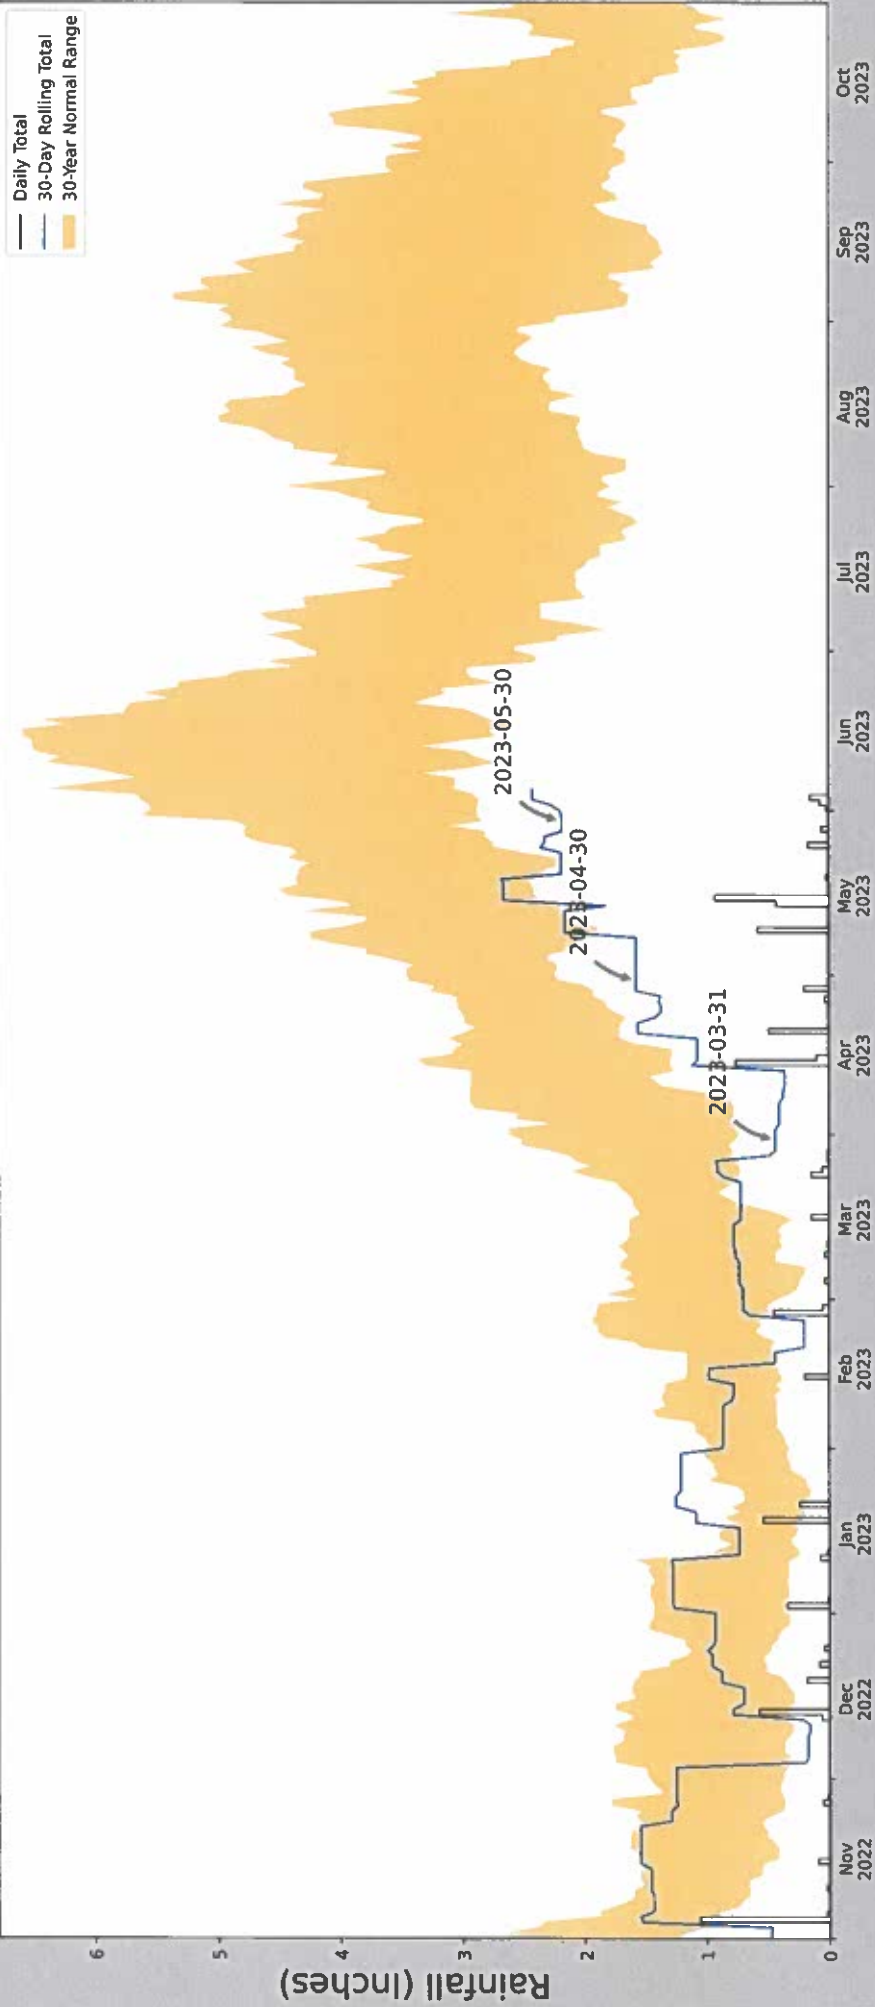 Daily Total
30-Day Rolling Total
30-Year Normal Range
Rainfall (Inches)
6
5
4
3
2
1
0
2023-03-31
2023-04-30
2023-05-30
Nov
2022
Dec
2022
Jan
2023
Feb
2023
Mar
2023
Apr
2023
May
2023
Jun
2023
Jul
2023
Aug
2023
Sep
2023
Oct
2023